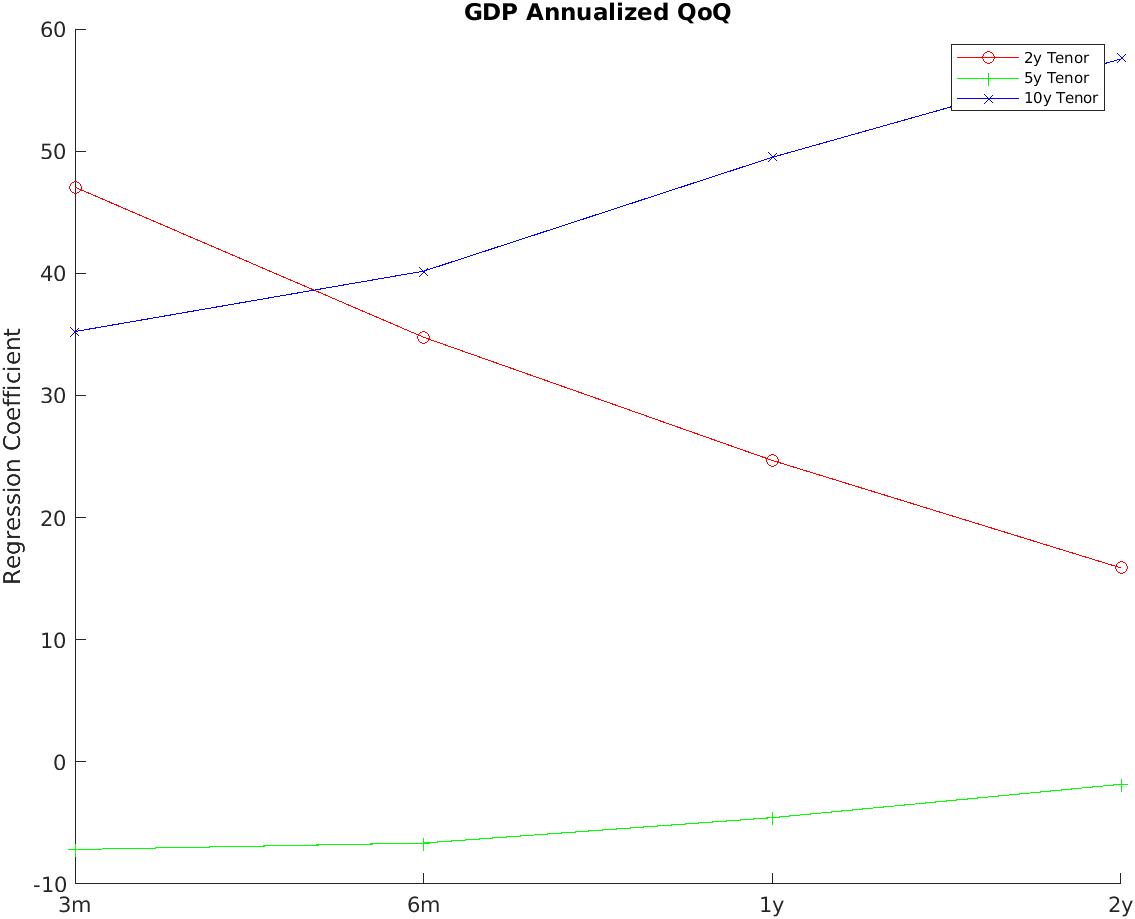 GDP Annualized QoQ
60
50
40
30
20
10
0
-10
Regression Coefficient
2y Tenor
5y Tenor
10y Tenor
3m
6m
1y
2y